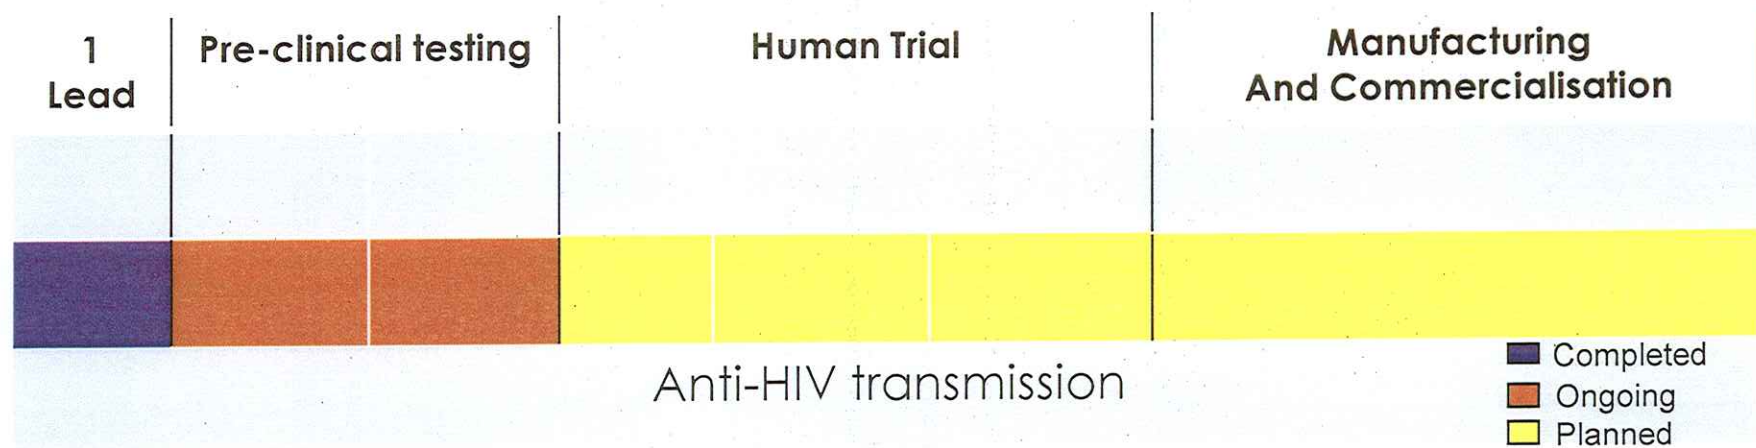 1
Lead
Pre-clinical testing
Human Trial
Manufacturing
And Commercialisation
Anti-HIV transmission
Completed
Ongoing
Planned